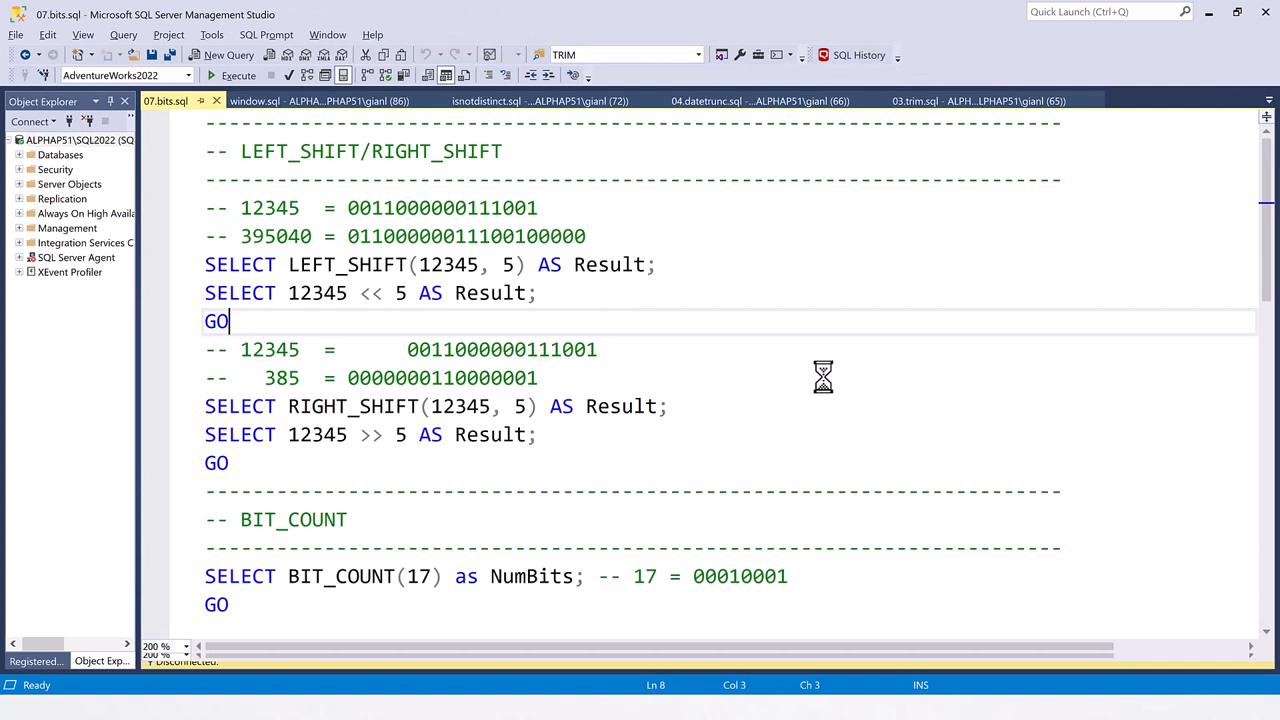 07.bits.sql - Microsoft SQL Server Management Studio
Quick Launch (Ctrl+Q)
File Edit View Query Project Tools SQL Prompt Window Help
New Query TRIM SQL History
AdventureWorks2022 Execute
Object Explorer
07.bits.sql window.sql - ALPHA...PHAP51\gianl (86)) isnotdistinct.sql -...ALPHAP51\gianl (72)) 04.datetrunc.sql -...ALPHAP51\gianl (66)) 03.trim.sql - ALPH...LPHAP51\gianl (65))
Connect
ALPHAP51\SQL2022 (SQ
Databases
Security
Server Objects
Replication
Always On High Availa
Management
Integration Services C
SQL Server Agent
XEvent Profiler
------------------------------------------------------------------------
-- LEFT_SHIFT/RIGHT_SHIFT
------------------------------------------------------------------------
-- 12345  = 0011000000111001
-- 395040 = 01100000011100100000
SELECT LEFT_SHIFT(12345, 5) AS Result;
SELECT 12345 << 5 AS Result;
GO
-- 12345  =      0011000000111001
--   385  = 0000000110000001
SELECT RIGHT_SHIFT(12345, 5) AS Result;
SELECT 12345 >> 5 AS Result;
GO
------------------------------------------------------------------------
-- BIT_COUNT
------------------------------------------------------------------------
SELECT BIT_COUNT(17) as NumBits; -- 17 = 00010001
GO
200 %
200 %
Disconnected.
Registered... Object Exp...
Ready Ln 8 Col 3 Ch 3 INS